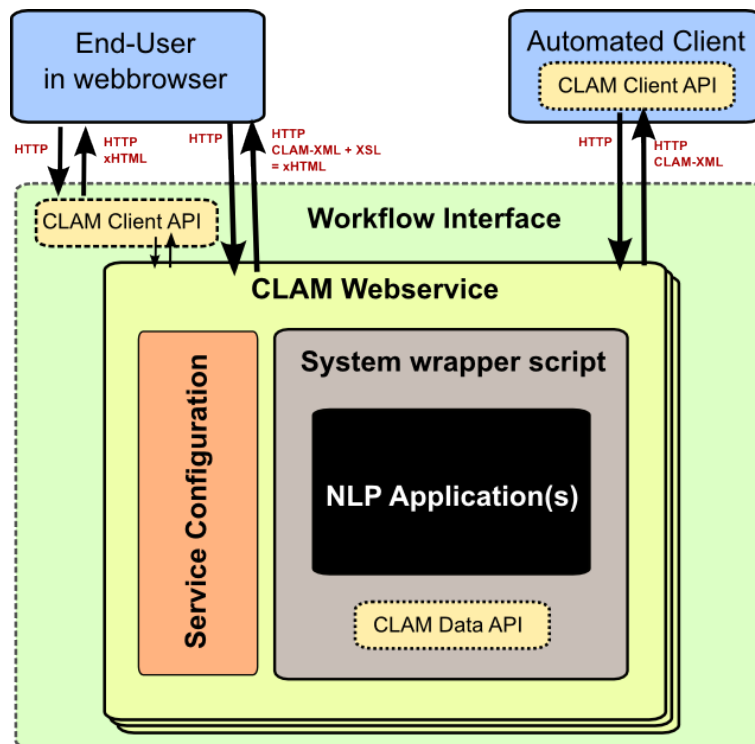 End-User
in webbrowser
Automated Client
CLAM Client API
HTTP
HTTP
xHTML
HTTP
HTTP
CLAM-XML + XSL
= xHTML
HTTP
HTTP
CLAM-XML
CLAM Client API
Workflow Interface
CLAM Webservice
Service Configuration
System wrapper script
NLP Application(s)
CLAM Data API